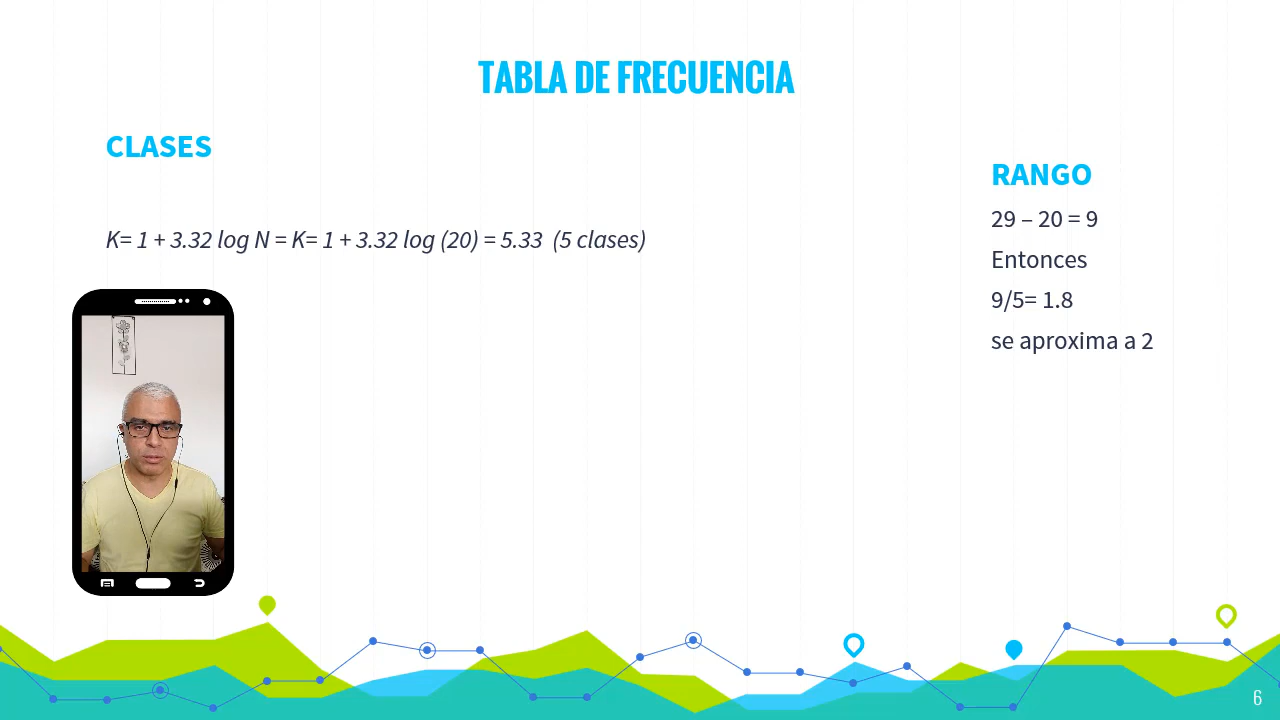 TABLA DE FRECUENCIA
CLASES
K= 1 + 3.32 log N = K= 1 + 3.32 log (20) = 5.33  (5 clases)
RANGO
29 – 20 = 9
Entonces
9/5= 1.8
se aproxima a 2
6